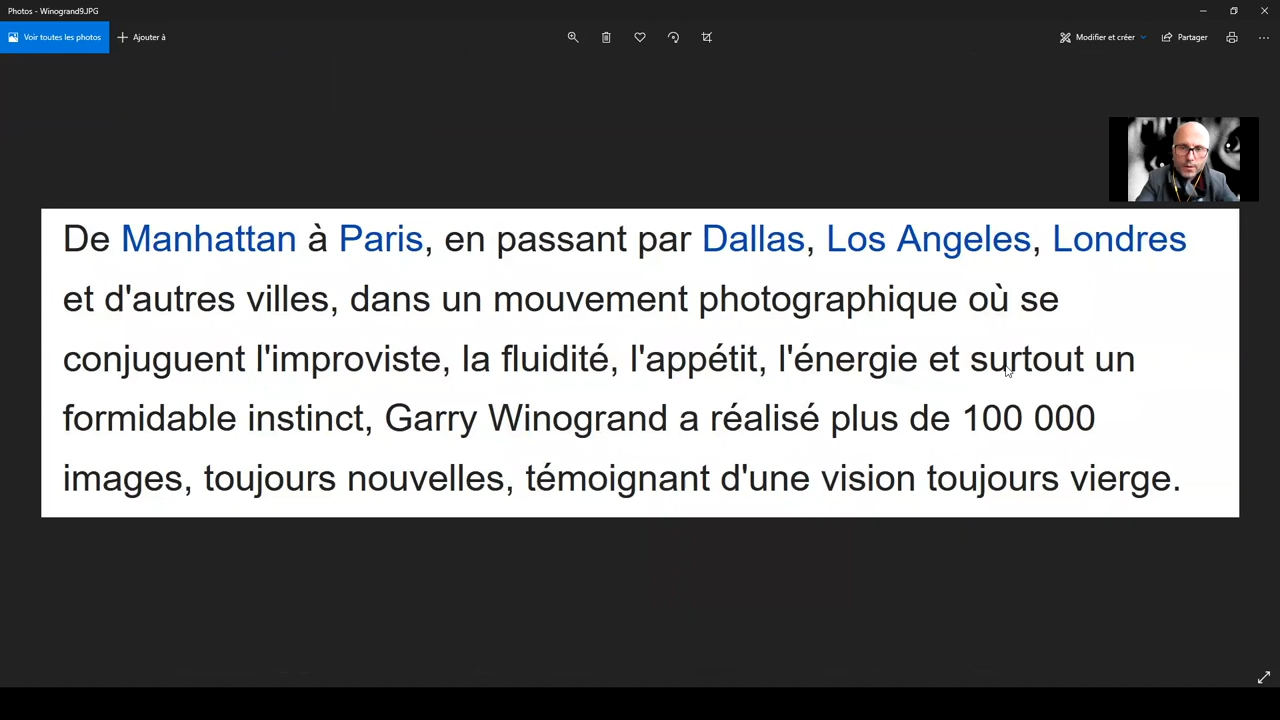 Photos - Winogrand9.JPG
Voir toutes les photos
Ajouter à
Modifier et créer
Partager
De Manhattan à Paris, en passant par Dallas, Los Angeles, Londres
et d'autres villes, dans un mouvement photographique où se
conjuguent l'improviste, la fluidité, l'appétit, l'énergie et surtout un
formidable instinct, Garry Winogrand a réalisé plus de 100 000
images, toujours nouvelles, témoignant d'une vision toujours vierge.